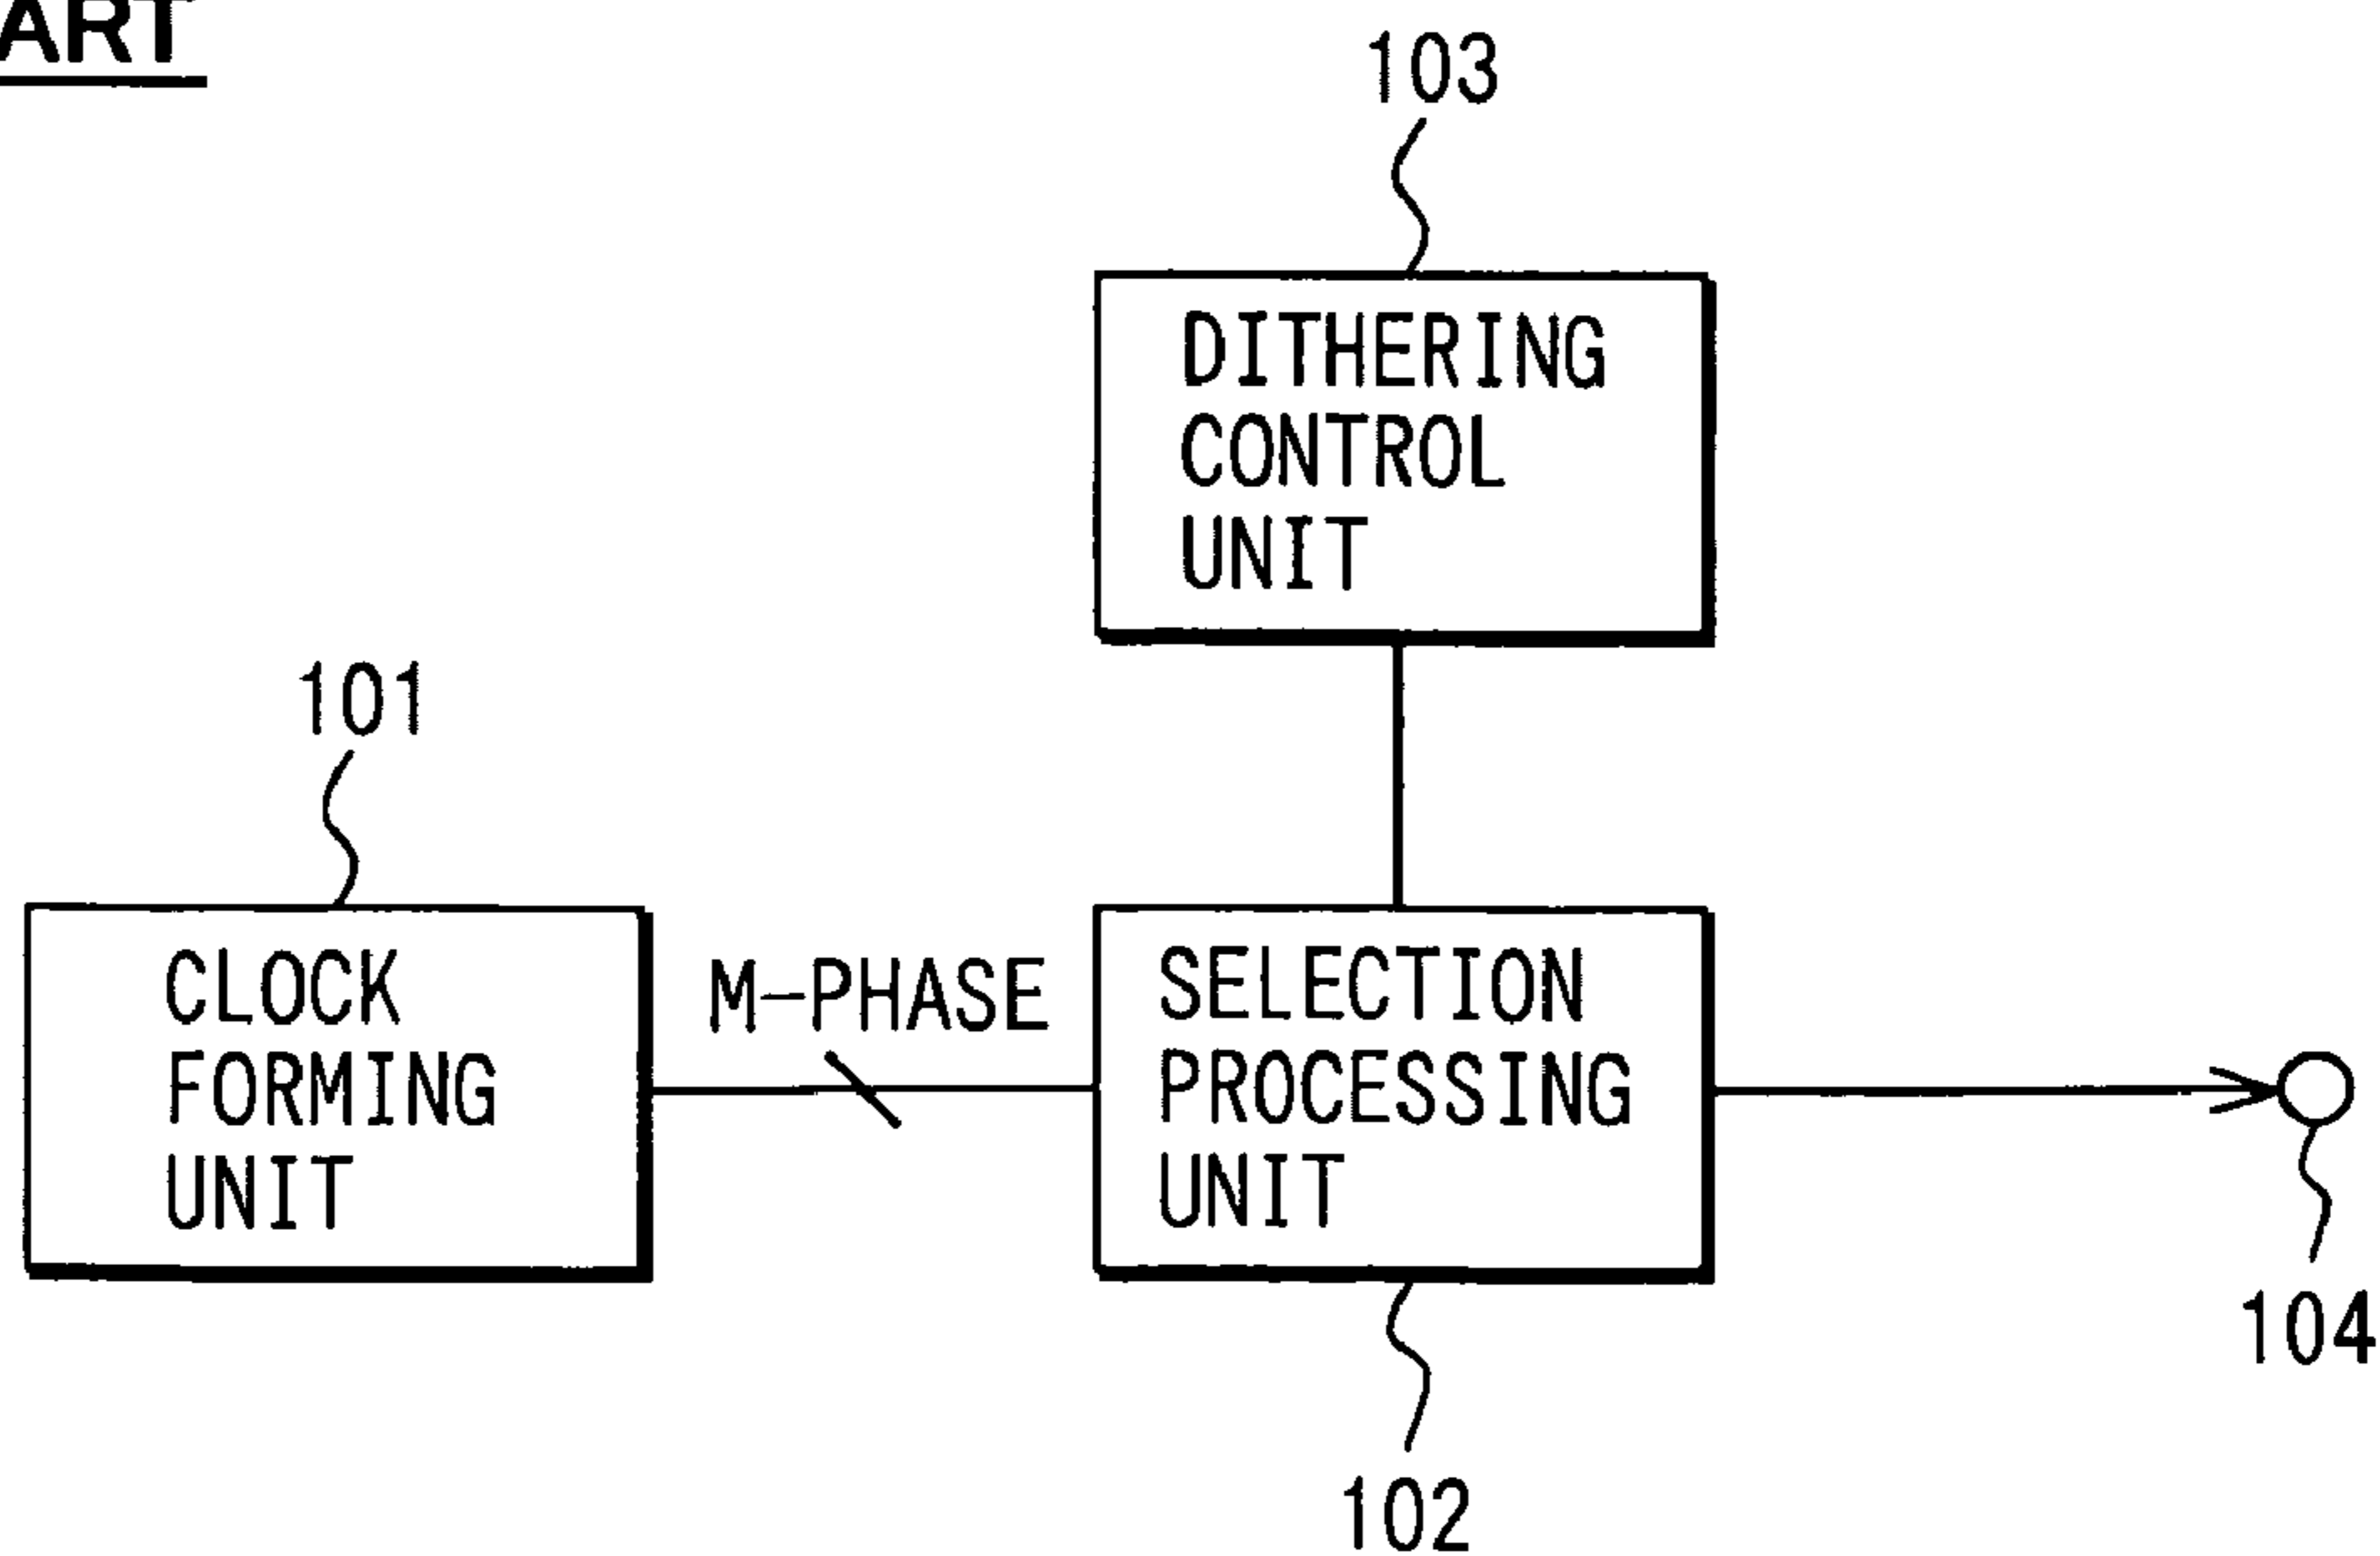 ART
103
DITHERING
CONTROL
UNIT
101
CLOCK
FORMING
UNIT
M-PHASE
SELECTION
PROCESSING
UNIT
104
102